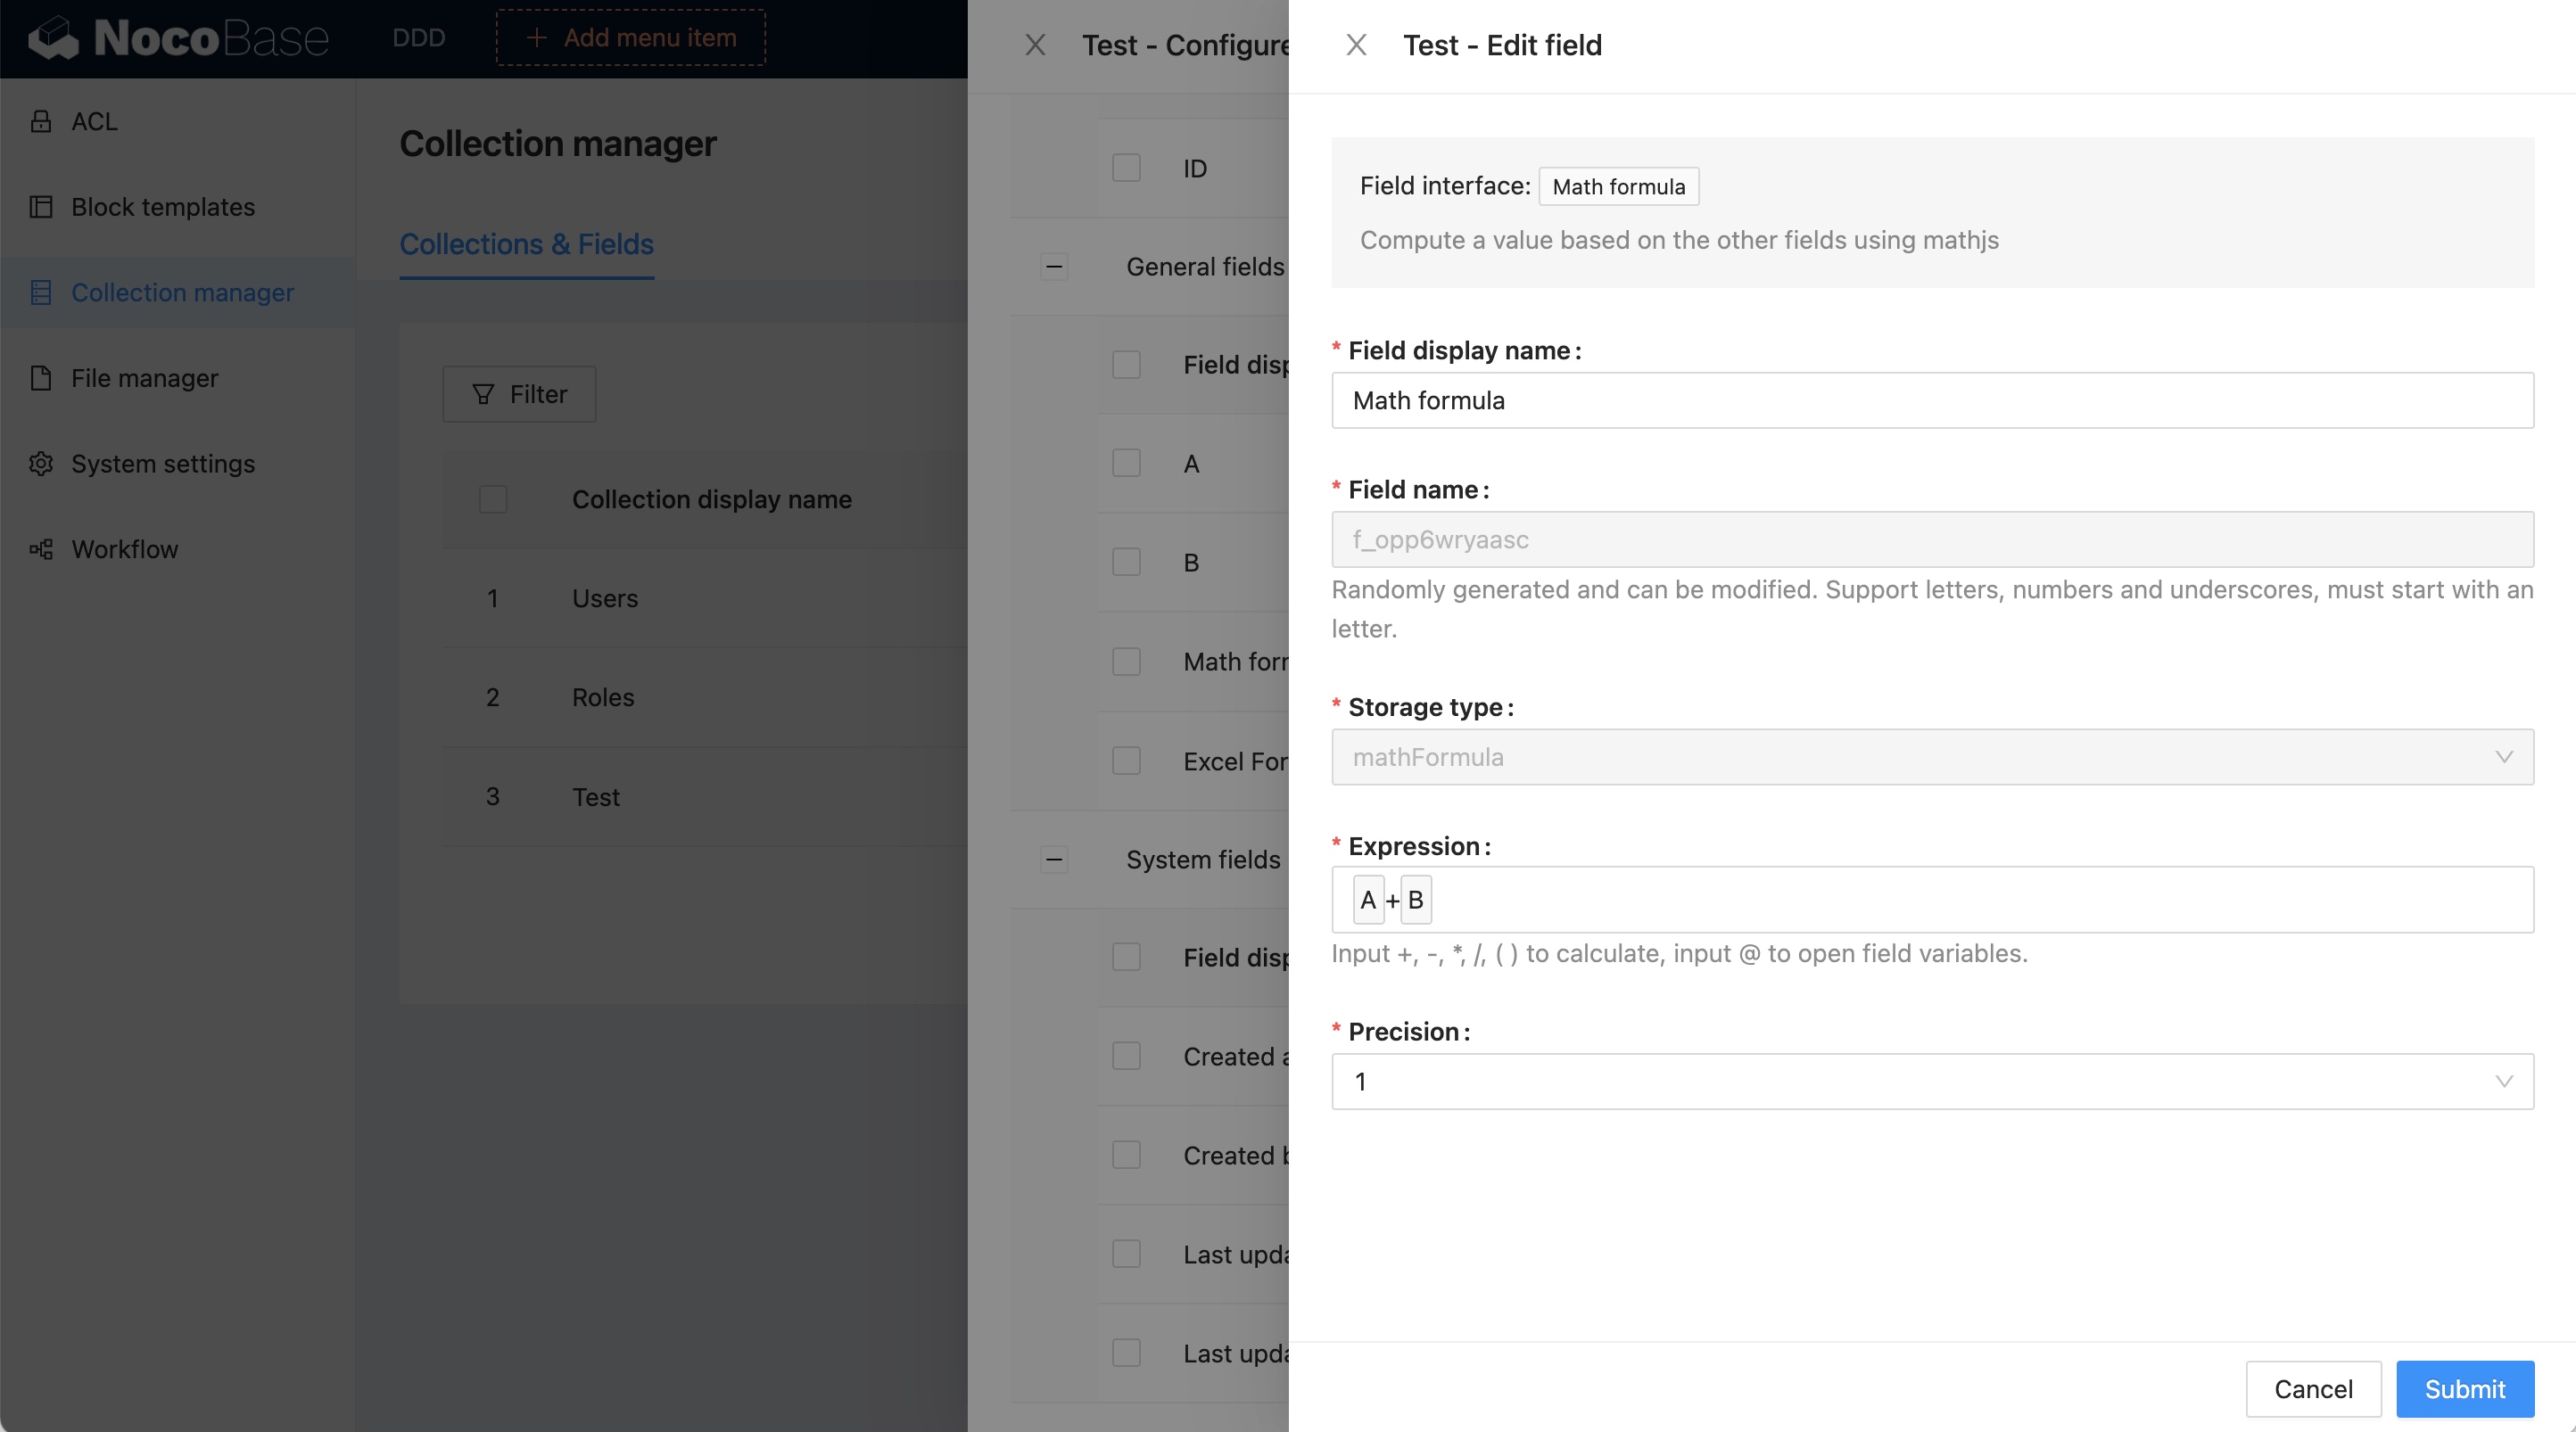 NocoBase
DDD
+ Add menu item
ACL
Block templates
Collection manager
File manager
System settings
Workflow
Collection manager
Collections & Fields
Filter
Collection display name
1 Users
2 Roles
3 Test
Test - Configure
ID
General fields
Field disp
A
B
Math forr
Excel For
System fields
Field disp
Created a
Created b
Last upda
Last upda
Test - Edit field
Field interface: Math formula
Compute a value based on the other fields using mathjs
* Field display name:
Math formula
* Field name:
f_opp6wryaasc
Randomly generated and can be modified. Support letters, numbers and underscores, must start with an
letter.
* Storage type:
mathFormula
* Expression:
A+B
Input +, -, *, /, ( ) to calculate, input @ to open field variables.
* Precision:
1
Cancel
Submit